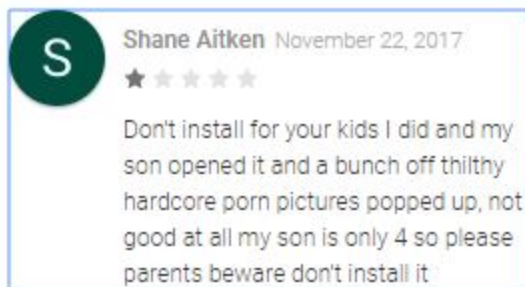 S
Shane Aitken November 22, 2017
Don't install for your kids I did and my
son opened it and a bunch off thilthy
hardcore porn pictures popped up, not
good at all my son is only 4 so please
parents beware don't install it